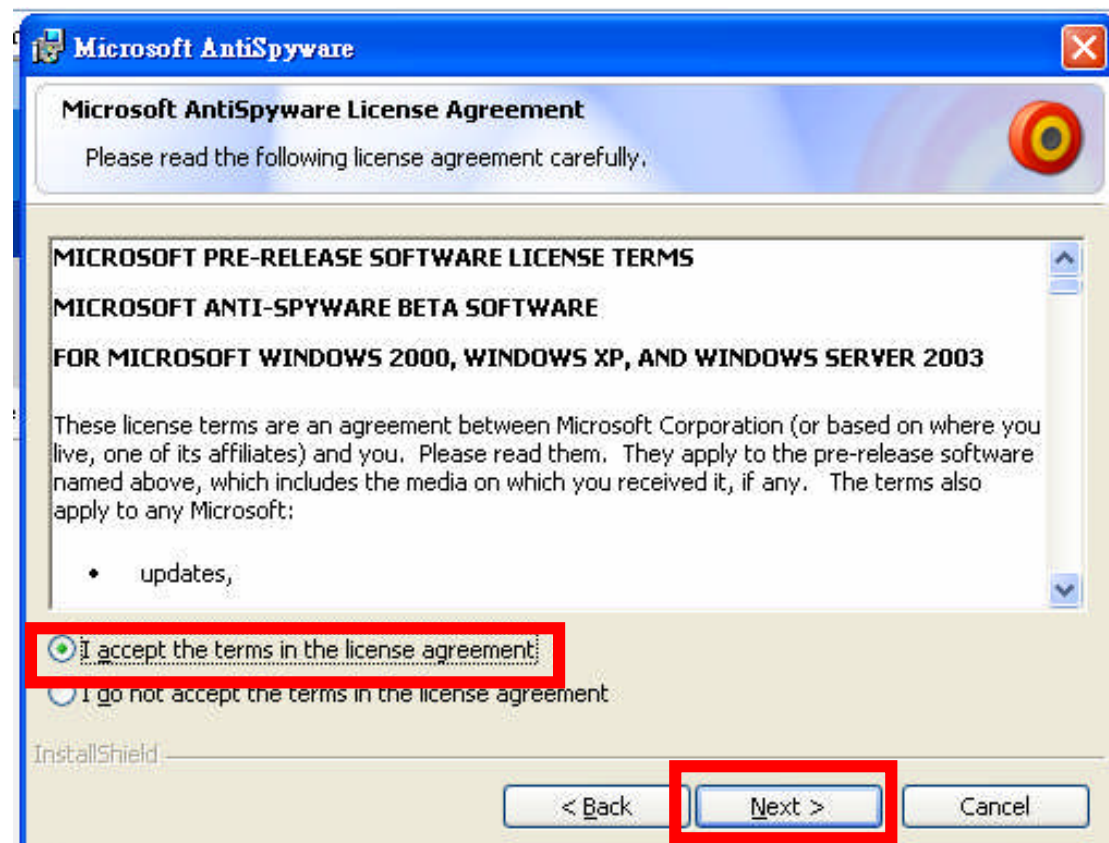 Microsoft AntiSpyware
Microsoft AntiSpyware License Agreement
Please read the following license agreement carefully.
MICROSOFT PRE-RELEASE SOFTWARE LICENSE TERMS
MICROSOFT ANTI-SPYWARE BETA SOFTWARE
FOR MICROSOFT WINDOWS 2000, WINDOWS XP, AND WINDOWS SERVER 2003
These license terms are an agreement between Microsoft Corporation (or based on where you
live, one of its affiliates) and you.  Please read them.  They apply to the pre-release software
named above, which includes the media on which you received it, if any.   The terms also
apply to any Microsoft:
• updates,
I accept the terms in the license agreement
I do not accept the terms in the license agreement
InstallShield
< Back
Next >
Cancel